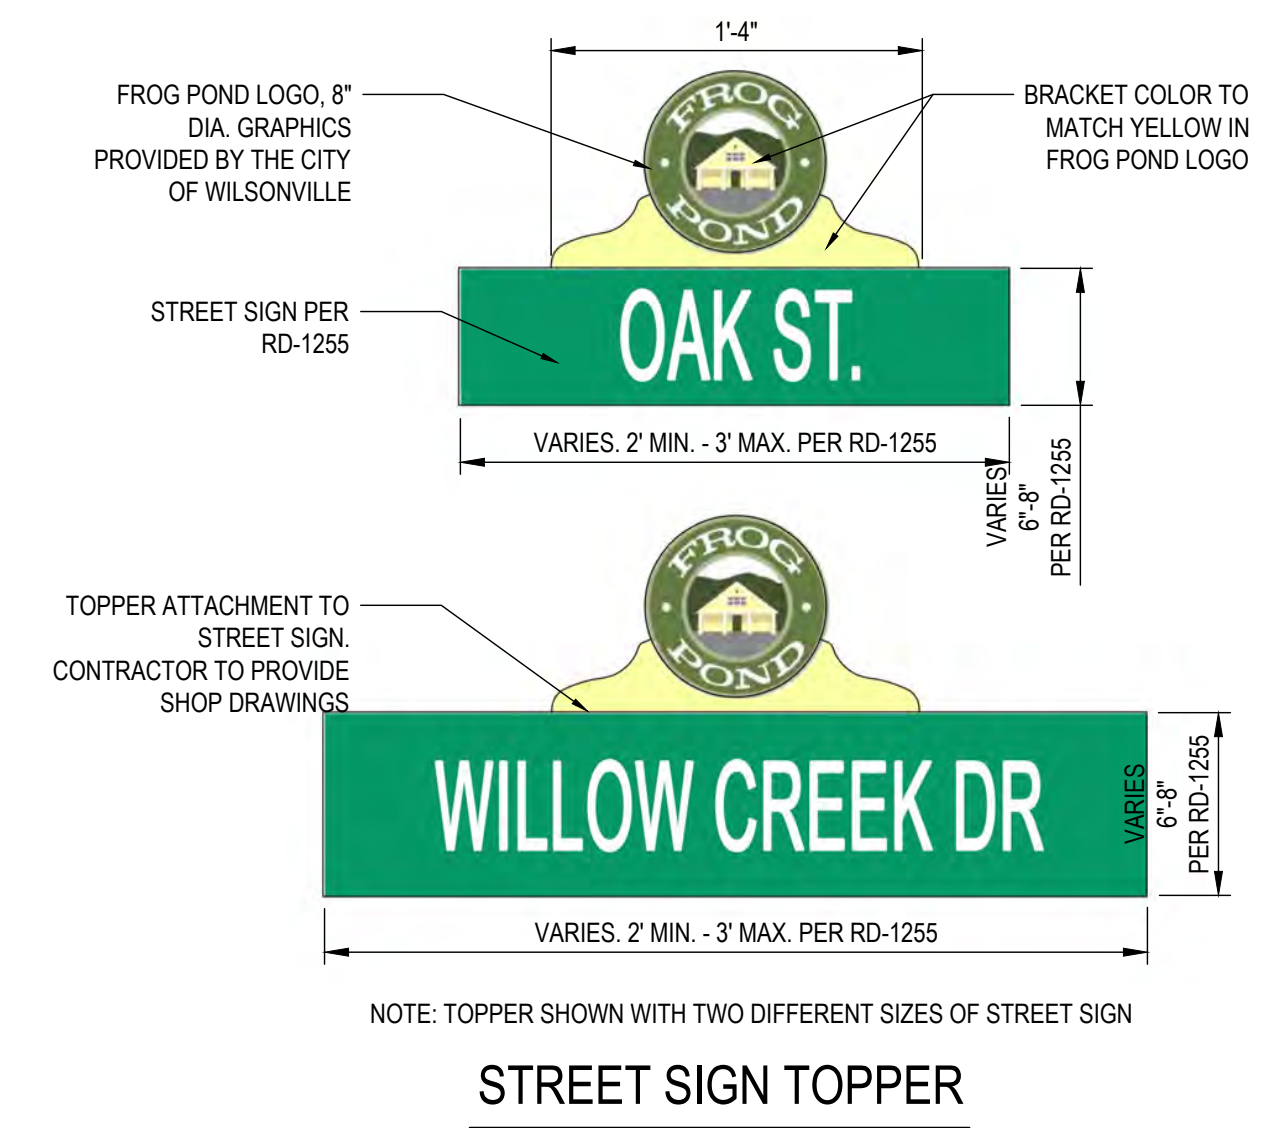 1'-4"
FROG POND LOGO, 8"
DIA. GRAPHICS
PROVIDED BY THE CITY
OF WILSONVILLE
FROG
POND
BRACKET COLOR TO
MATCH YELLOW IN
FROG POND LOGO
STREET SIGN PER
RD-1255
OAK ST.
VARIES. 2' MIN. - 3' MAX. PER RD-1255
VARIES
6"-8"
PER RD-1255
FROG
POND
TOPPER ATTACHMENT TO
STREET SIGN.
CONTRACTOR TO PROVIDE
SHOP DRAWINGS
WILLOW CREEK DR
VARIES
6"-8"
PER RD-1255
VARIES. 2' MIN. - 3' MAX. PER RD-1255
NOTE: TOPPER SHOWN WITH TWO DIFFERENT SIZES OF STREET SIGN
STREET SIGN TOPPER